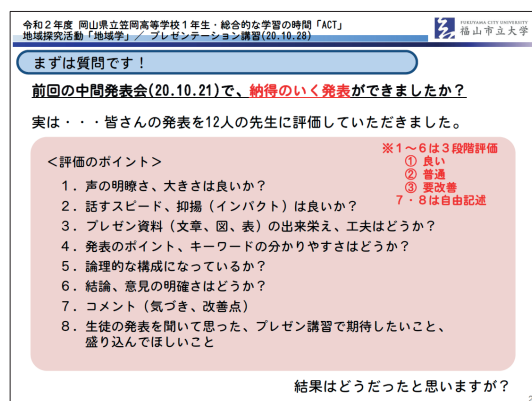 令和２年度 岡山県立笠岡高等学校１年生・総合的な学習の時間「ACT」
地域探究活動「地域学」／ プレゼンテーション講習(20.10.28)
FUKUYAMA CITY UNIVERSITY
福山市立大学
まずは質問です！
前回の中間発表会(20.10.21)で、納得のいく発表ができましたか？
実は・・・皆さんの発表を12人の先生に評価していただきました。
※１～６は３段階評価
① 良い
② 普通
③ 要改善
７・８は自由記述
＜評価のポイント＞
１．声の明瞭さ、大きさは良いか？
２．話すスピード、抑揚（インパクト）は良いか？
３．プレゼン資料（文章、図、表）の出来栄え、工夫はどうか？
４．発表のポイント、キーワードの分かりやすさはどうか？
５．論理的な構成になっているか？
６．結論、意見の明確さはどうか？
７．コメント（気づき、改善点）
８．生徒の発表を聞いて思った、プレゼン講習で期待したいこと、
盛り込んでほしいこと
結果はどうだったと思いますが？
2